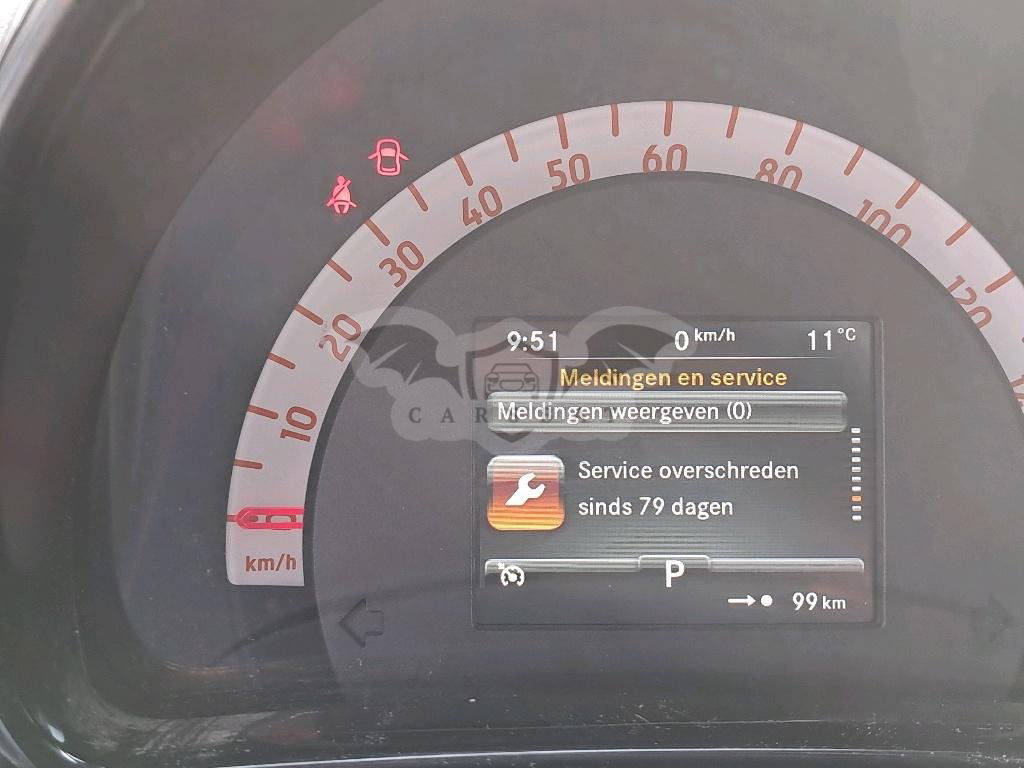 10
20
30
40
50
60
80
100
120
km/h
9:51 0 km/h 11°C
Meldingen en service
Meldingen weergeven (0)
Service overschreden
sinds 79 dagen
P
99 km